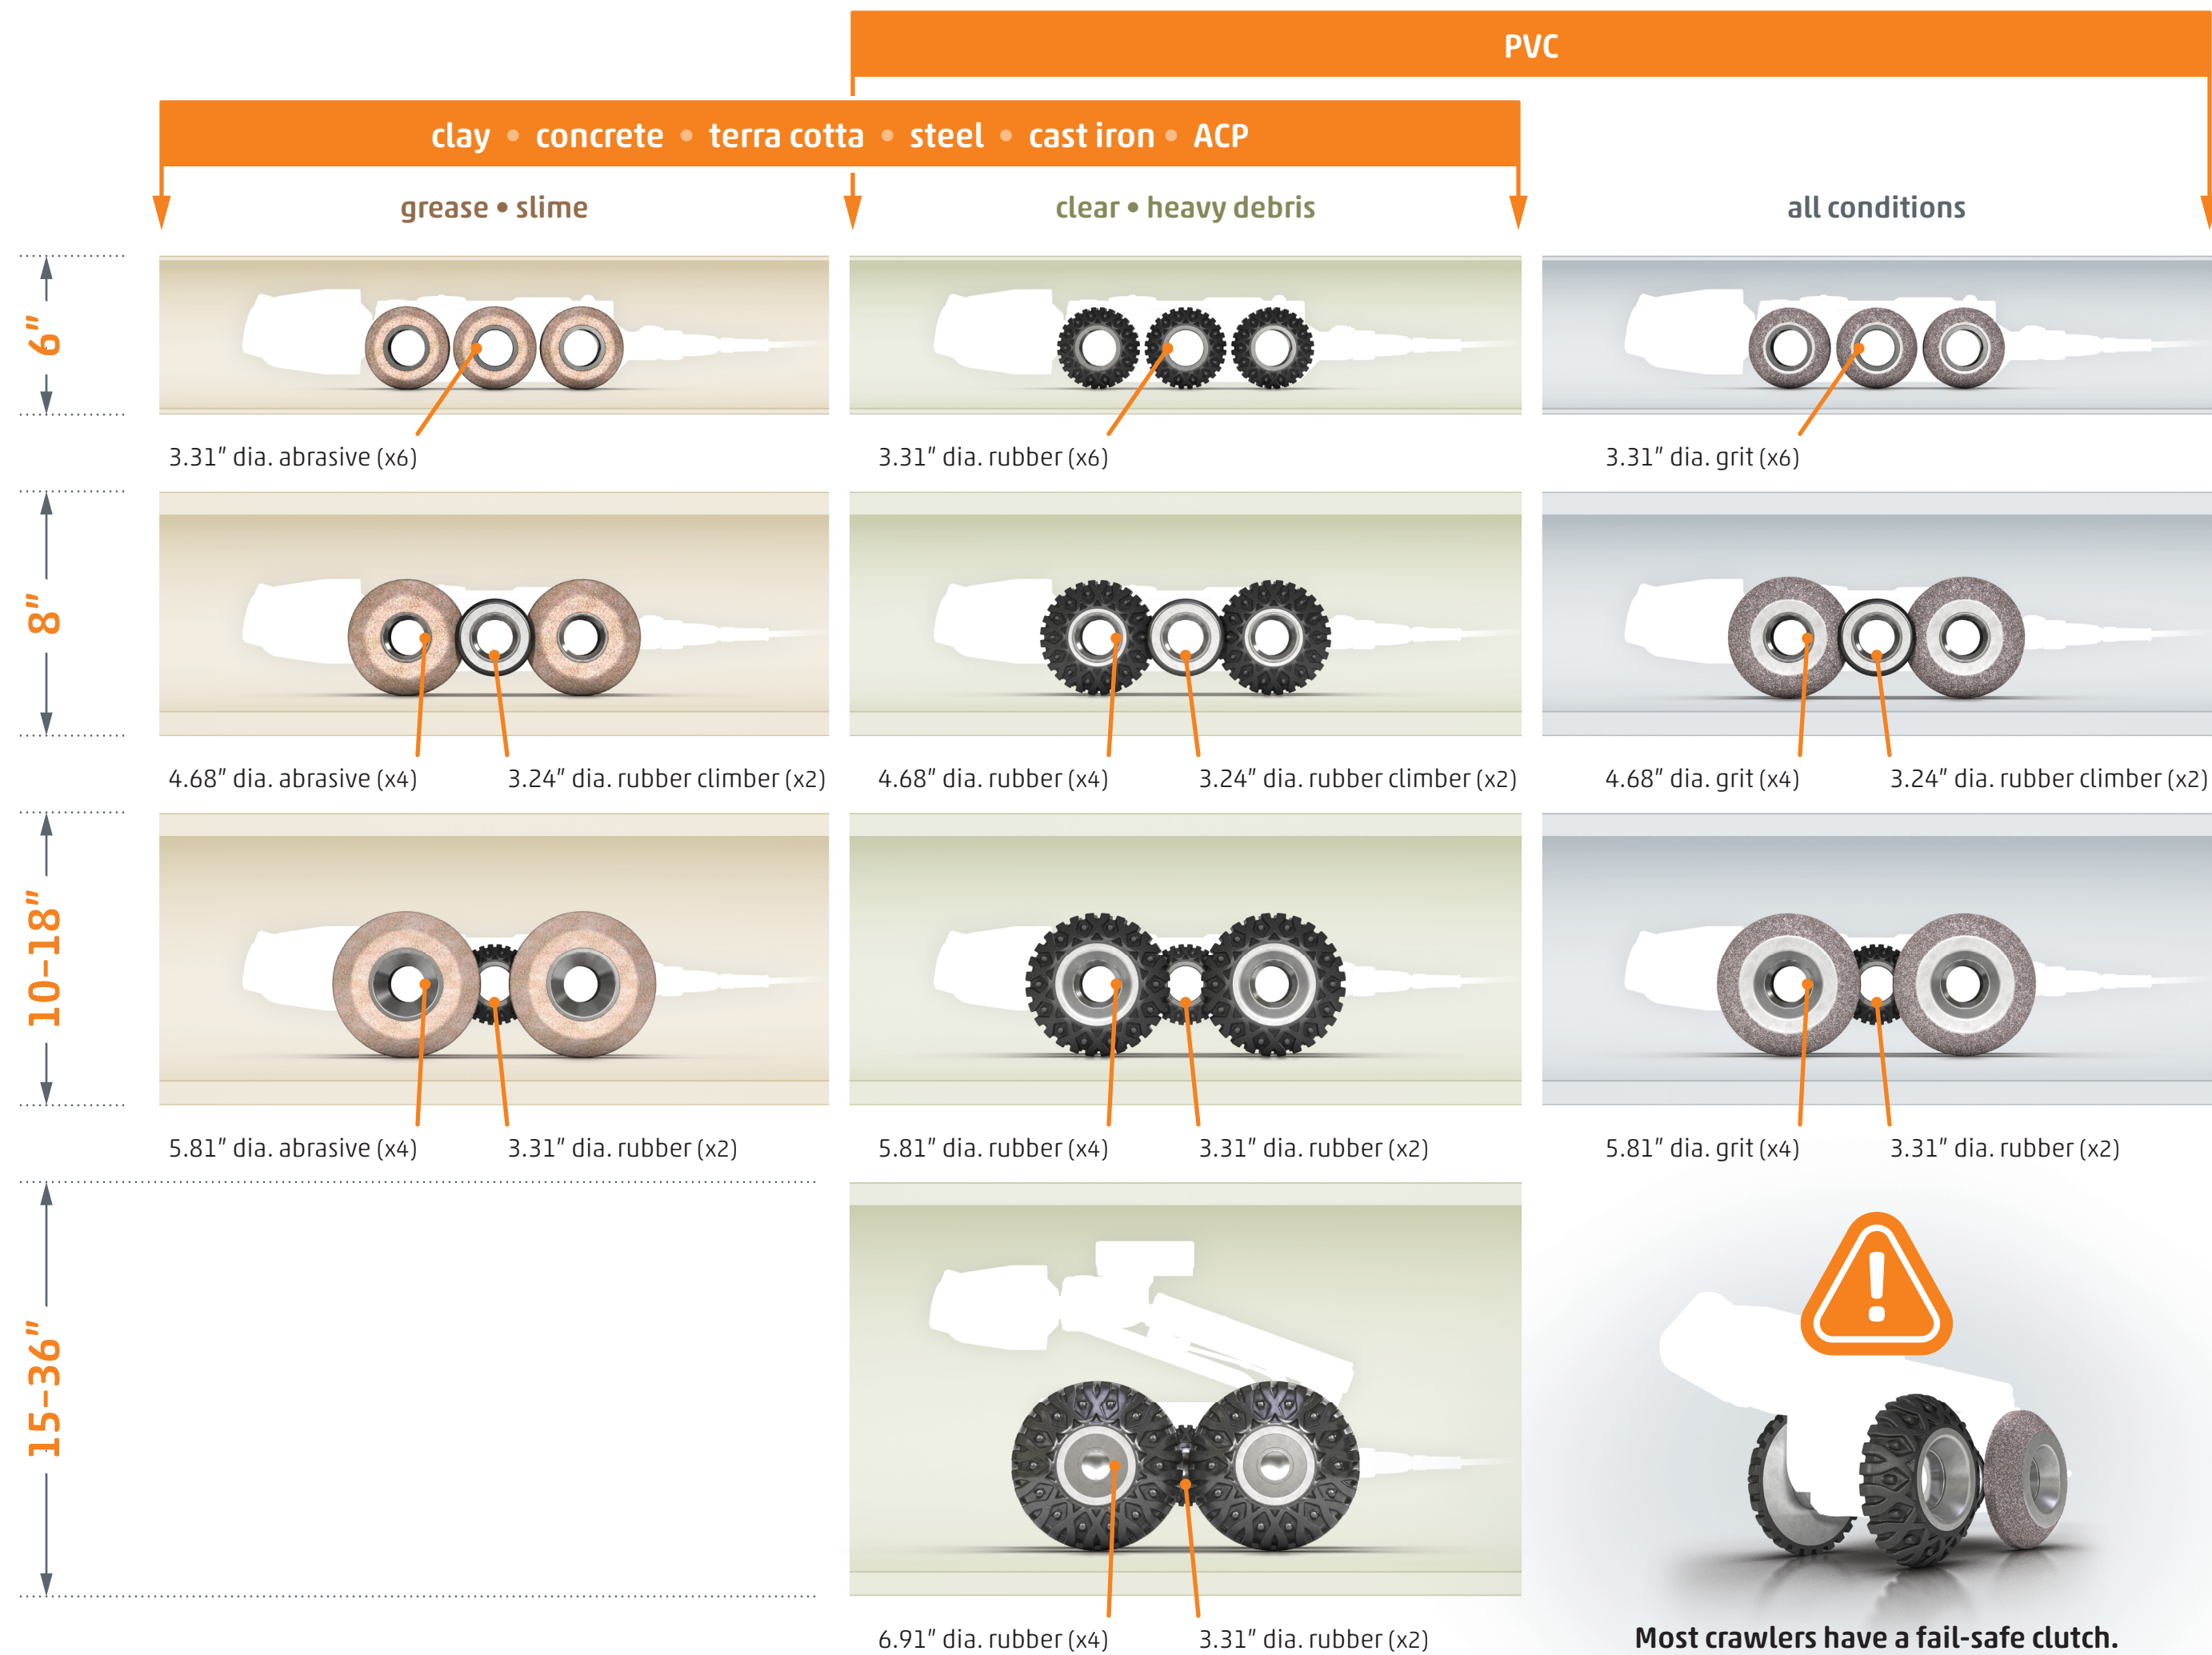 PVC
clay • concrete • terra cotta • steel • cast iron • ACP
grease • slime
clear • heavy debris
all conditions
6"
3.31" dia. abrasive (x6)
3.31" dia. rubber (x6)
3.31" dia. grit (x6)
8"
4.68" dia. abrasive (x4)
3.24" dia. rubber climber (x2)
4.68" dia. rubber (x4)
3.24" dia. rubber climber (x2)
4.68" dia. grit (x4)
3.24" dia. rubber climber (x2)
10–18"
5.81" dia. abrasive (x4)
3.31" dia. rubber (x2)
5.81" dia. rubber (x4)
3.31" dia. rubber (x2)
5.81" dia. grit (x4)
3.31" dia. rubber (x2)
15–36"
!
6.91" dia. rubber (x4)
3.31" dia. rubber (x2)
Most crawlers have a fail-safe clutch.